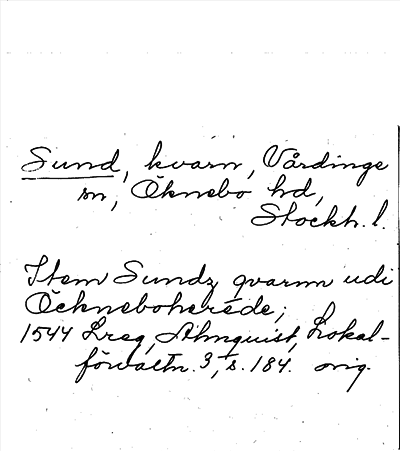 Sund, kvarn, Vårdinge
sn, Öknebo hd,
Stockh. l.
Item Sundz qvarnn udi
Öckneboherede;
1544 Lreg, Almquist, Lokal-
förvaltn. 3, s. 184. orig.